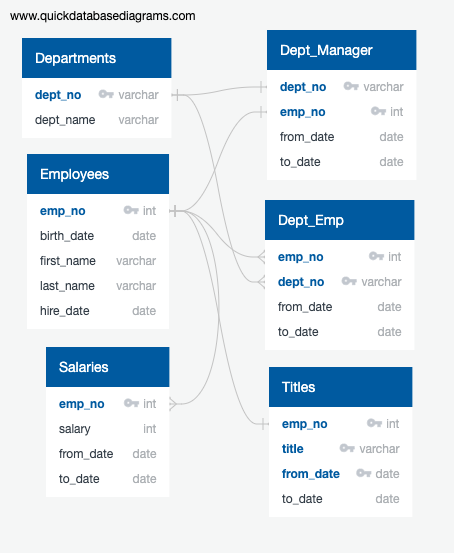 www.quickdatabasediagrams.com
Departments
dept_no varchar
dept_name varchar
Employees
emp_no int
birth_date date
first_name varchar
last_name varchar
hire_date date
Salaries
emp_no int
salary int
from_date date
to_date date
Dept_Manager
dept_no varchar
emp_no int
from_date date
to_date date
Dept_Emp
emp_no int
dept_no varchar
from_date date
to_date date
Titles
emp_no int
title varchar
from_date date
to_date date